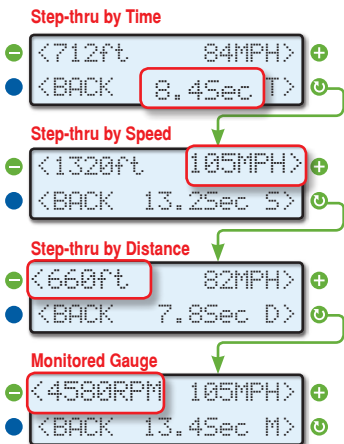 Step-thru by Time
<712ft 84MPH>
<BACK 8.4Sec T>
Step-thru by Speed
<1320ft 105MPH>
<BACK 13.2Sec S>
Step-thru by Distance
<660ft 82MPH>
<BACK 7.8Sec D>
Monitored Gauge
<4580RPM 105MPH>
<BACK 13.4Sec M>